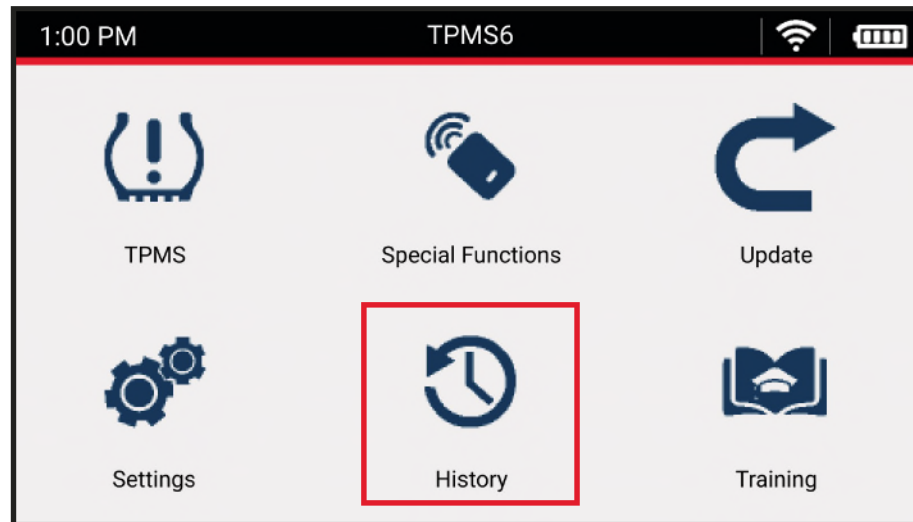 1:00 PM TPMS6
TPMS Special Functions Update
Settings History Training